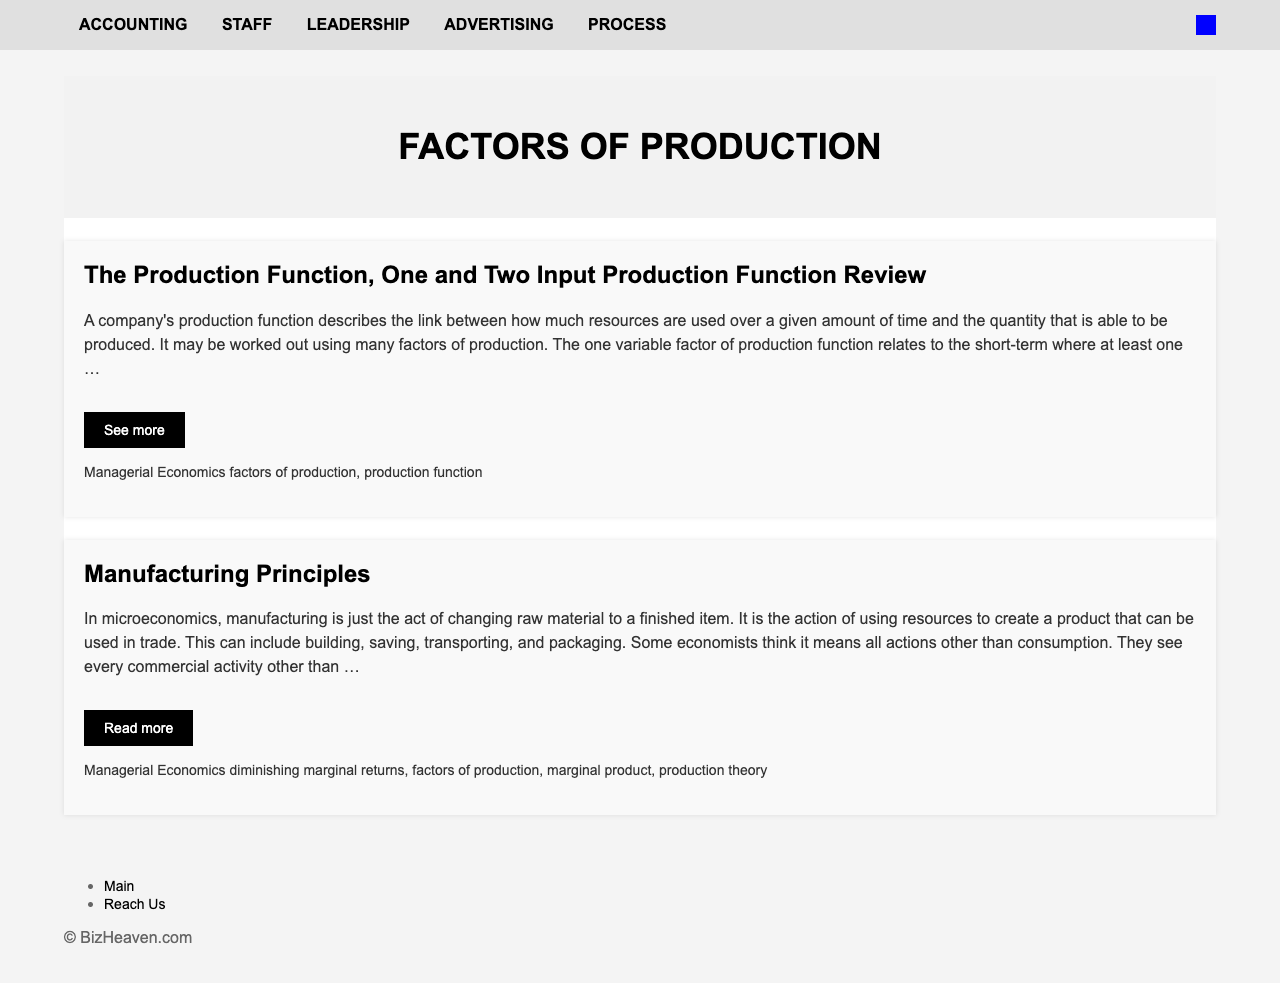 ACCOUNTING STAFF LEADERSHIP ADVERTISING PROCESS
FACTORS OF PRODUCTION
The Production Function, One and Two Input Production Function Review
A company's production function describes the link between how much resources are used over a given amount of time and the quantity that is able to be
produced. It may be worked out using many factors of production. The one variable factor of production function relates to the short-term where at least one
…
See more
Managerial Economics factors of production, production function
Manufacturing Principles
In microeconomics, manufacturing is just the act of changing raw material to a finished item. It is the action of using resources to create a product that can be
used in trade. This can include building, saving, transporting, and packaging. Some economists think it means all actions other than consumption. They see
every commercial activity other than …
Read more
Managerial Economics diminishing marginal returns, factors of production, marginal product, production theory
Main
Reach Us
© BizHeaven.com